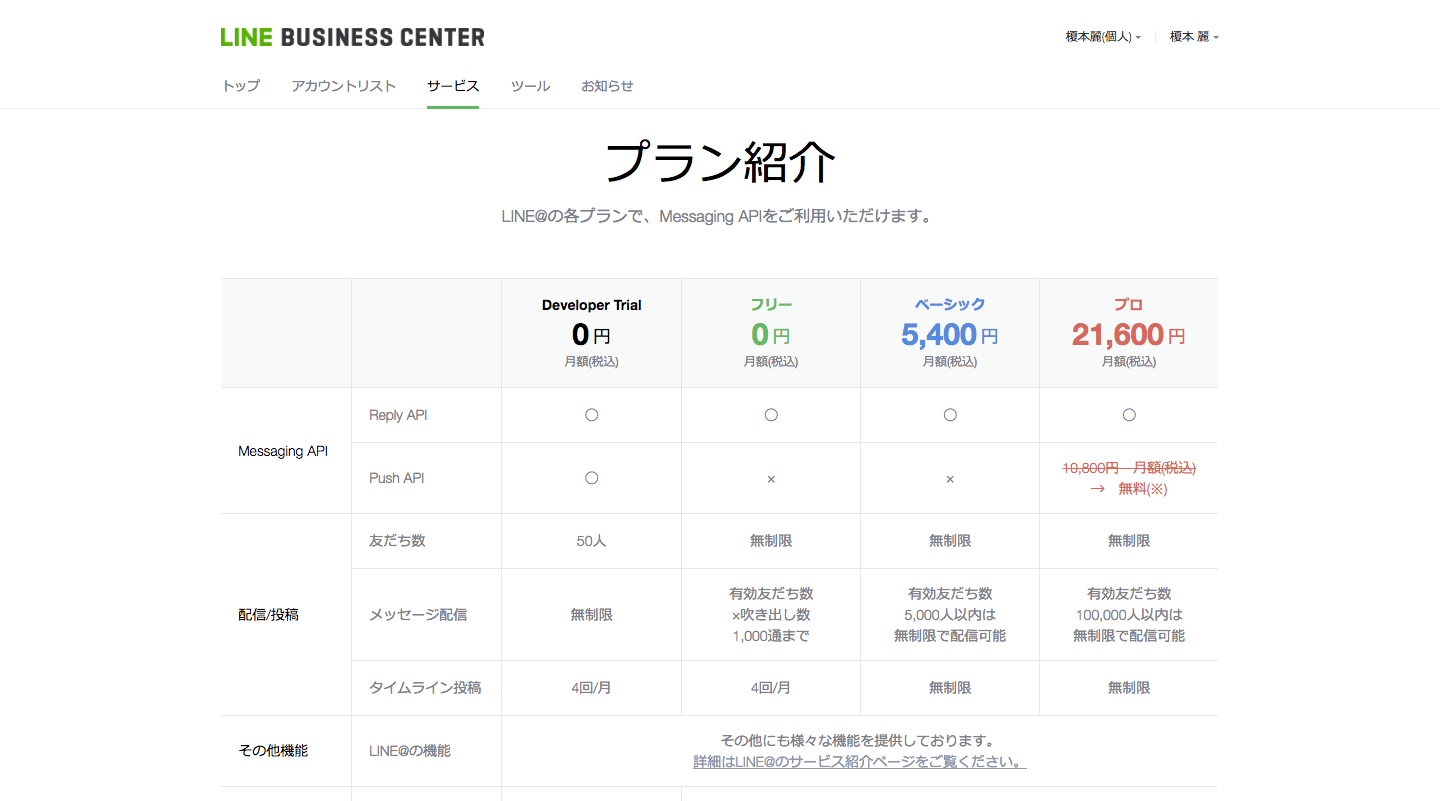 LINE BUSINESS CENTER
榎本麗(個人)
榎本 麗
トップ
アカウントリスト
サービス
ツール
お知らせ
プラン紹介
LINE@の各プランで、Messaging APIをご利用いただけます。
Developer Trial
0 円
月額(税込)
フリー
0 円
月額(税込)
ベーシック
5,400 円
月額(税込)
プロ
21,600 円
月額(税込)
Messaging API
Reply API
○
○
○
○
Push API
○
×
×
10,800円 月額(税込)
→ 無料(※)
配信/投稿
友だち数
50人
無制限
無制限
無制限
メッセージ配信
無制限
有効友だち数
×吹き出し数
1,000通まで
有効友だち数
5,000人以内は
無制限で配信可能
有効友だち数
100,000人以内は
無制限で配信可能
タイムライン投稿
4回/月
4回/月
無制限
無制限
その他機能
LINE@の機能
その他にも様々な機能を提供しております。
詳細はLINE@のサービス紹介ページをご覧ください。